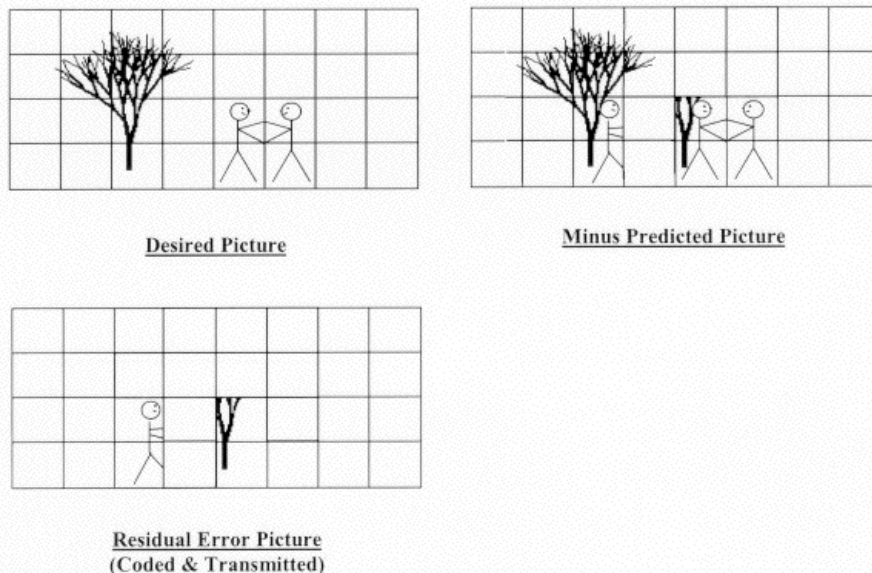 Desired Picture
Minus Predicted Picture
Residual Error Picture
(Coded & Transmitted)